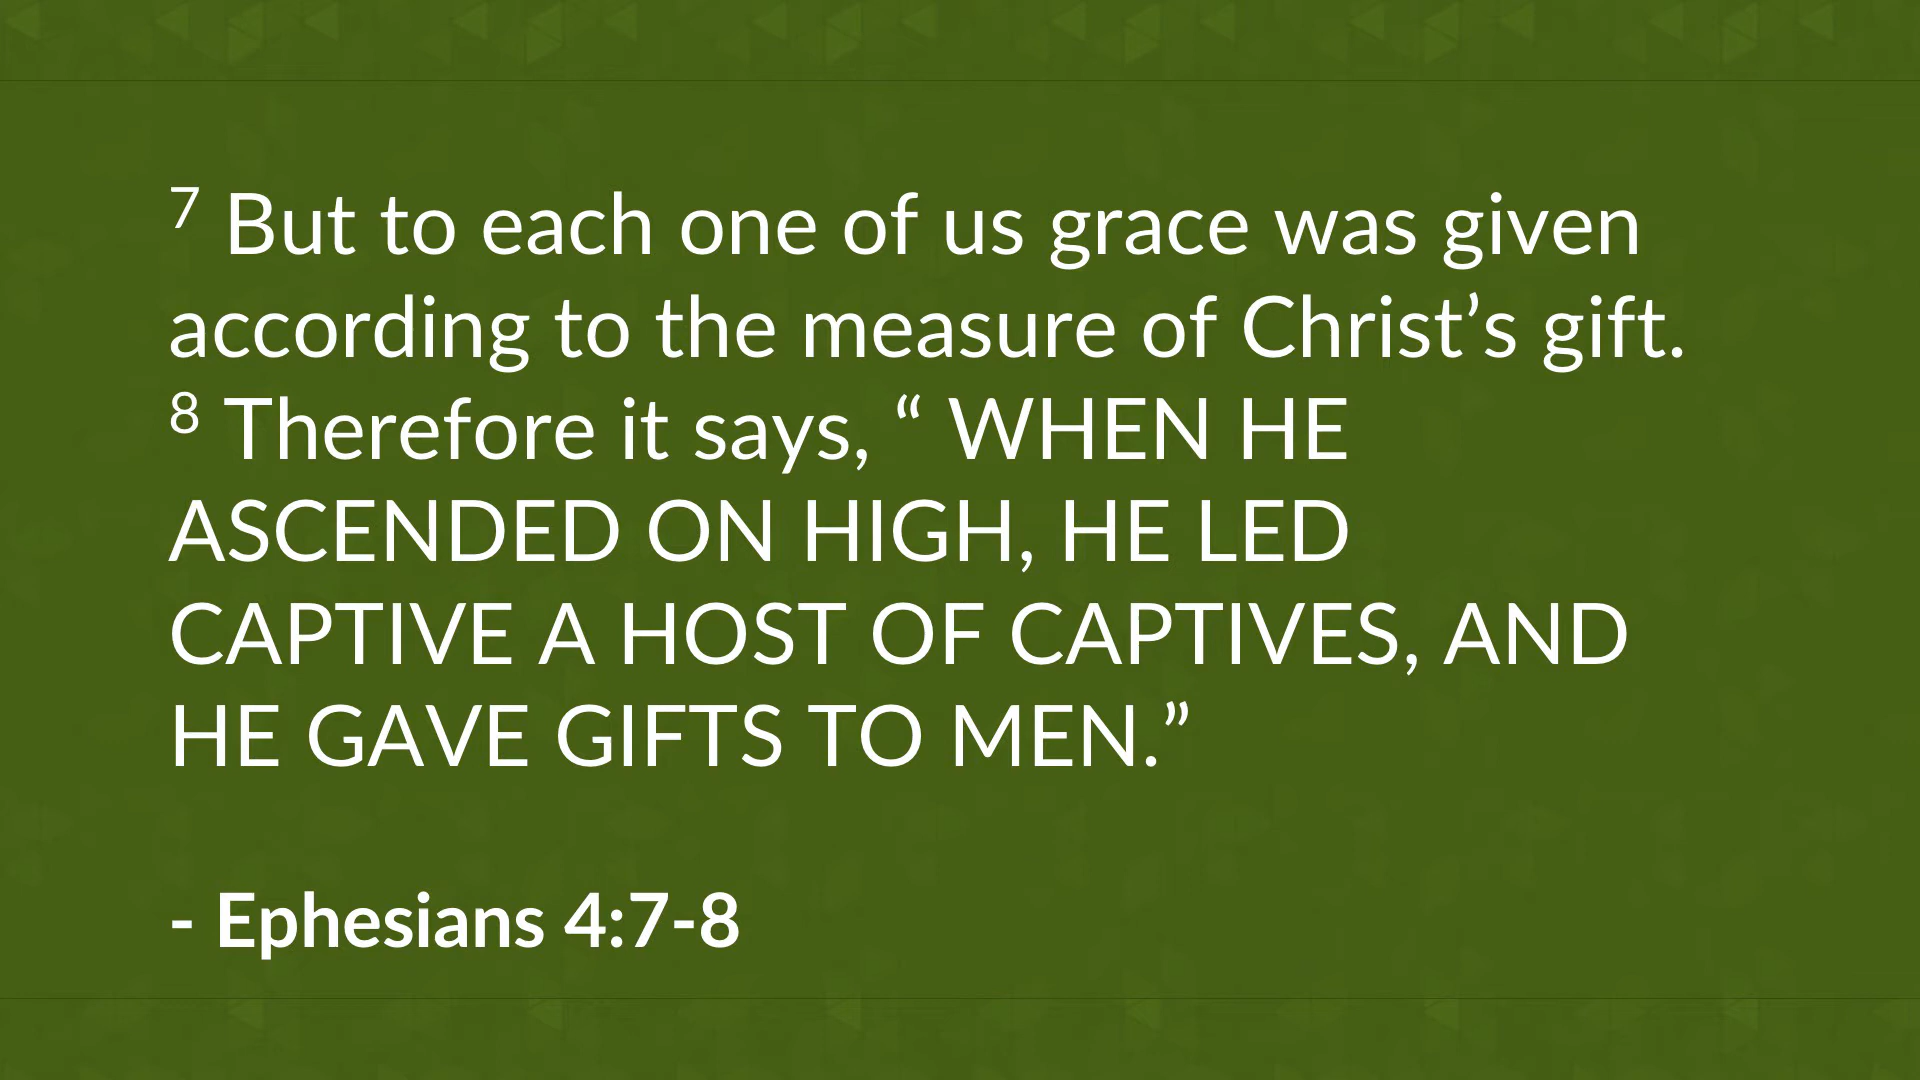 7 But to each one of us grace was given
according to the measure of Christ’s gift.
8 Therefore it says, “ WHEN HE
ASCENDED ON HIGH, HE LED
CAPTIVE A HOST OF CAPTIVES, AND
HE GAVE GIFTS TO MEN.”
- Ephesians 4:7-8